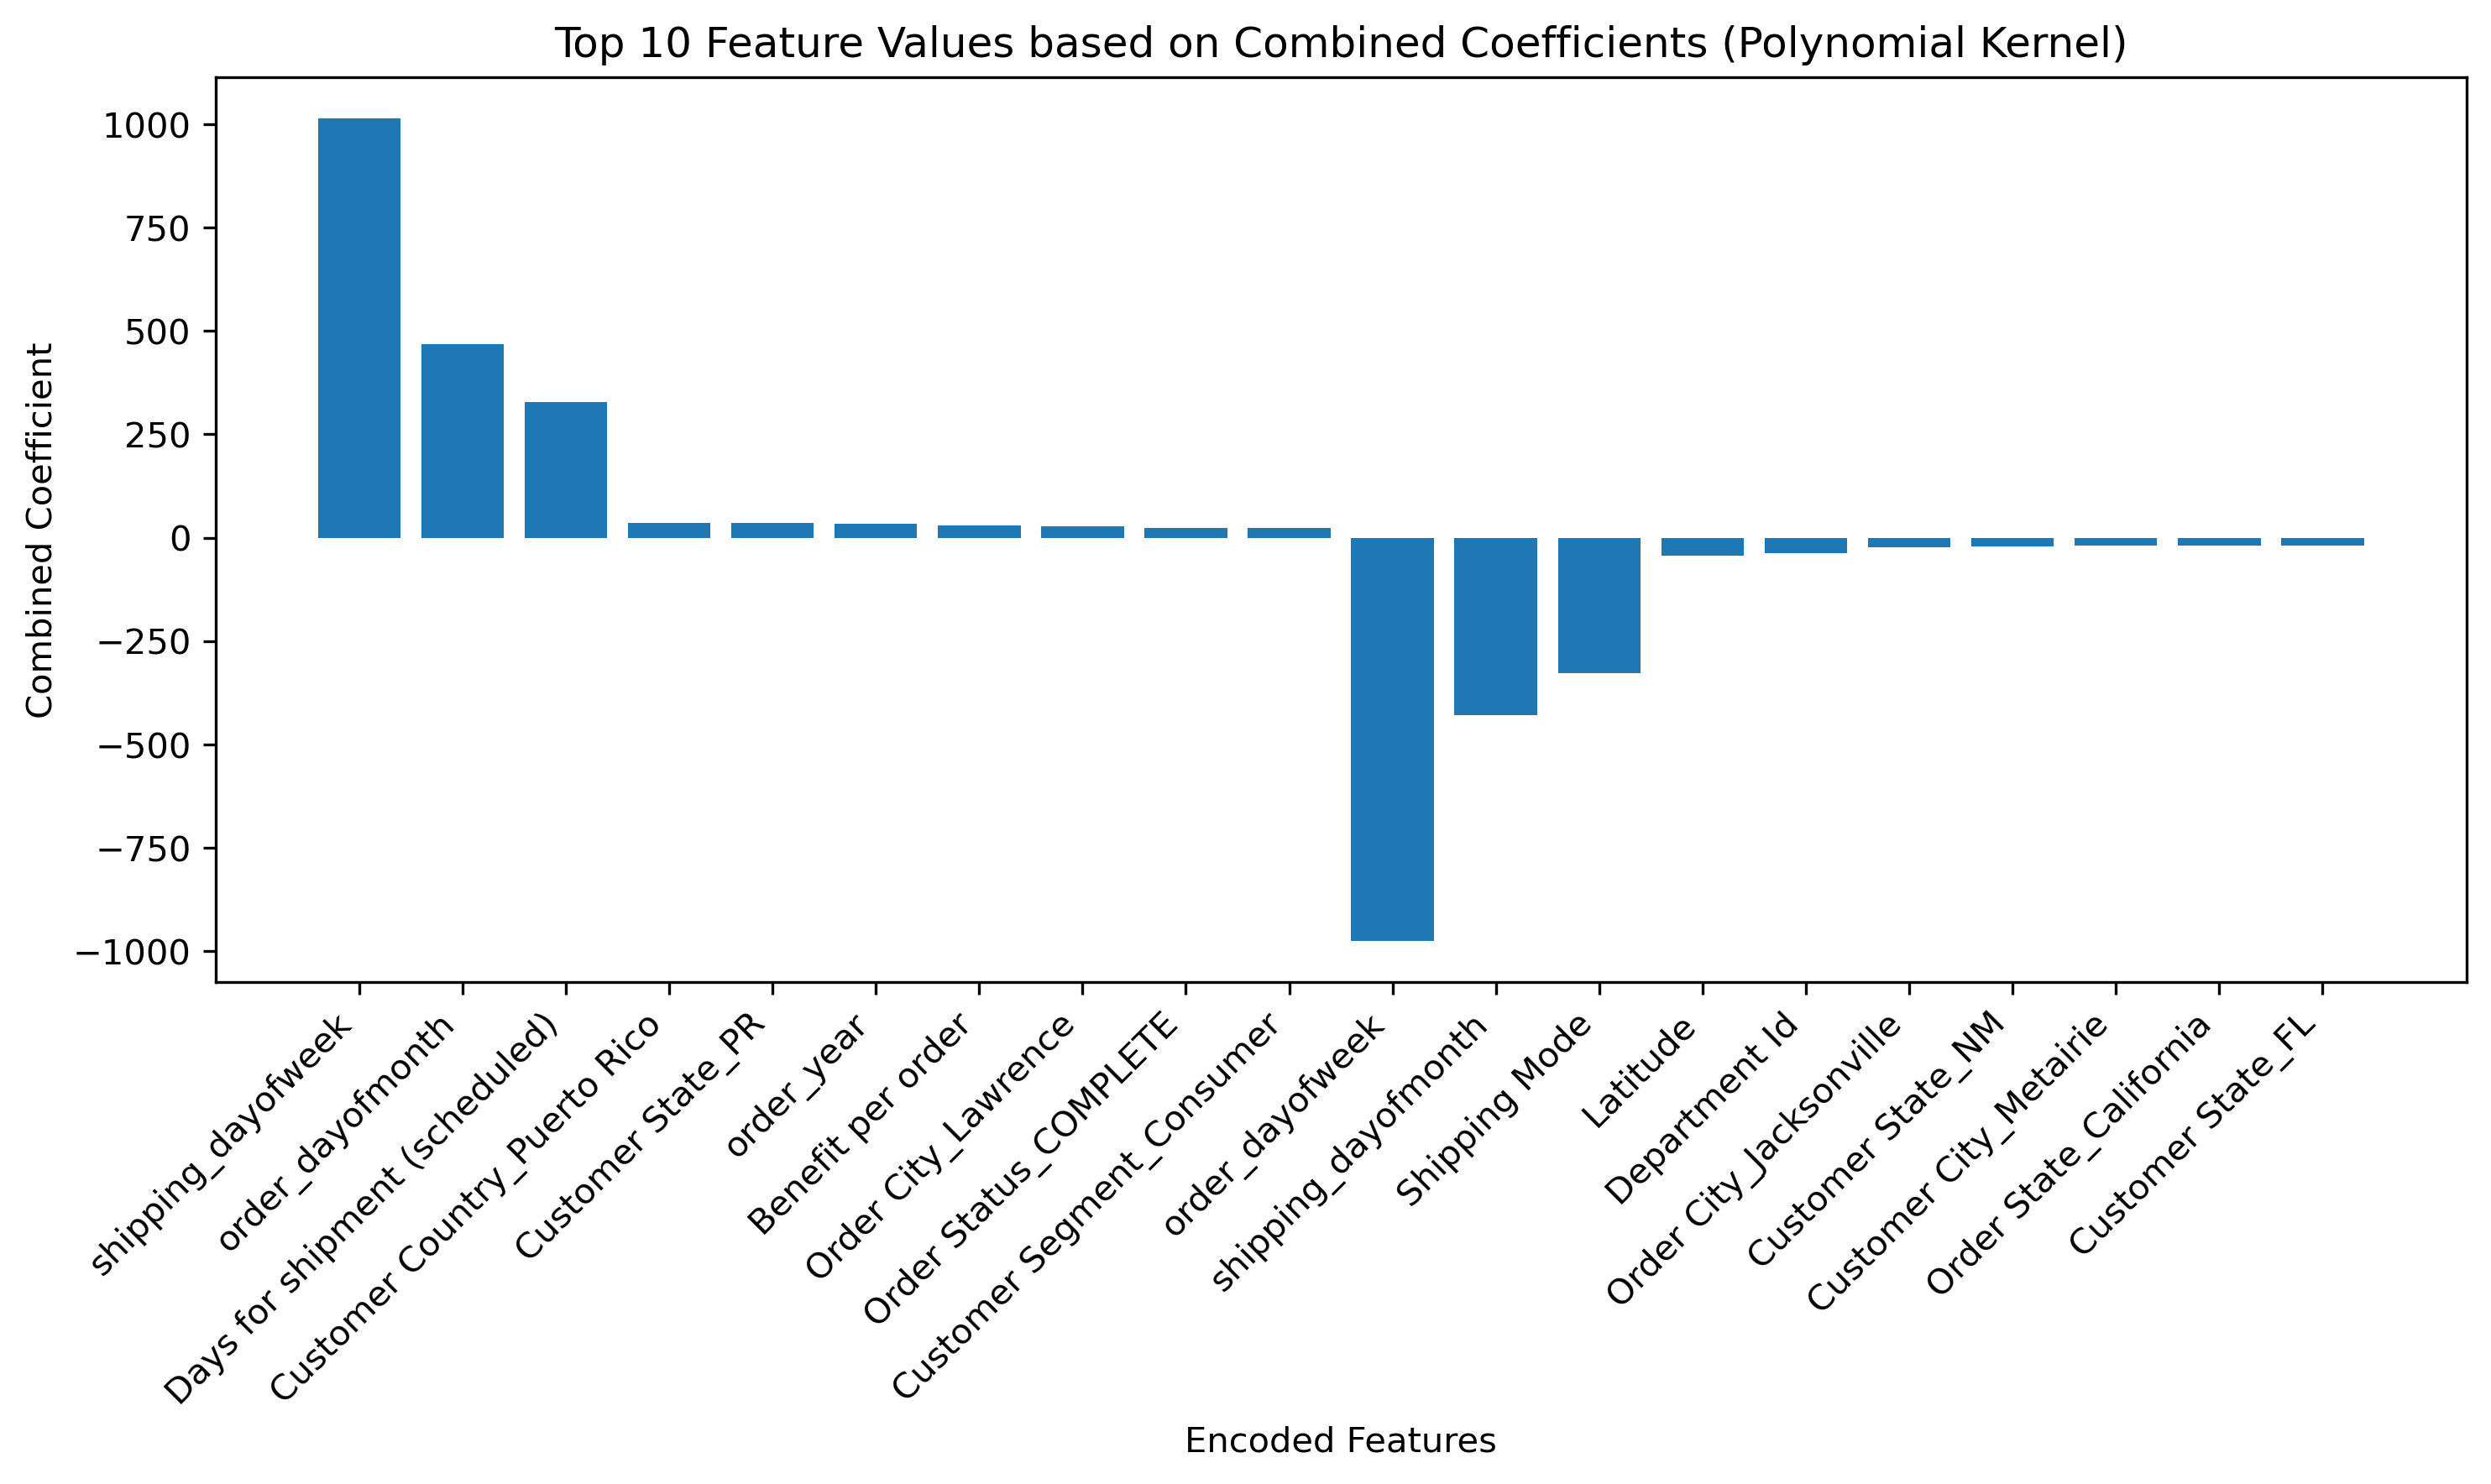 Top 10 Feature Values based on Combined Coefficients (Polynomial Kernel)
Combined Coefficient
1000
750
500
250
0
−250
−500
−750
−1000
shipping_dayofweek
order_dayofmonth
Days for shipment (scheduled)
Customer Country_Puerto Rico
Customer State_PR
order_year
Benefit per order
Order City_Lawrence
Order Status_COMPLETE
Customer Segment_Consumer
order_dayofweek
shipping_dayofmonth
Shipping Mode
Latitude
Department Id
Order City_Jacksonville
Customer State_NM
Customer City_Metairie
Order State_California
Customer State_FL
Encoded Features